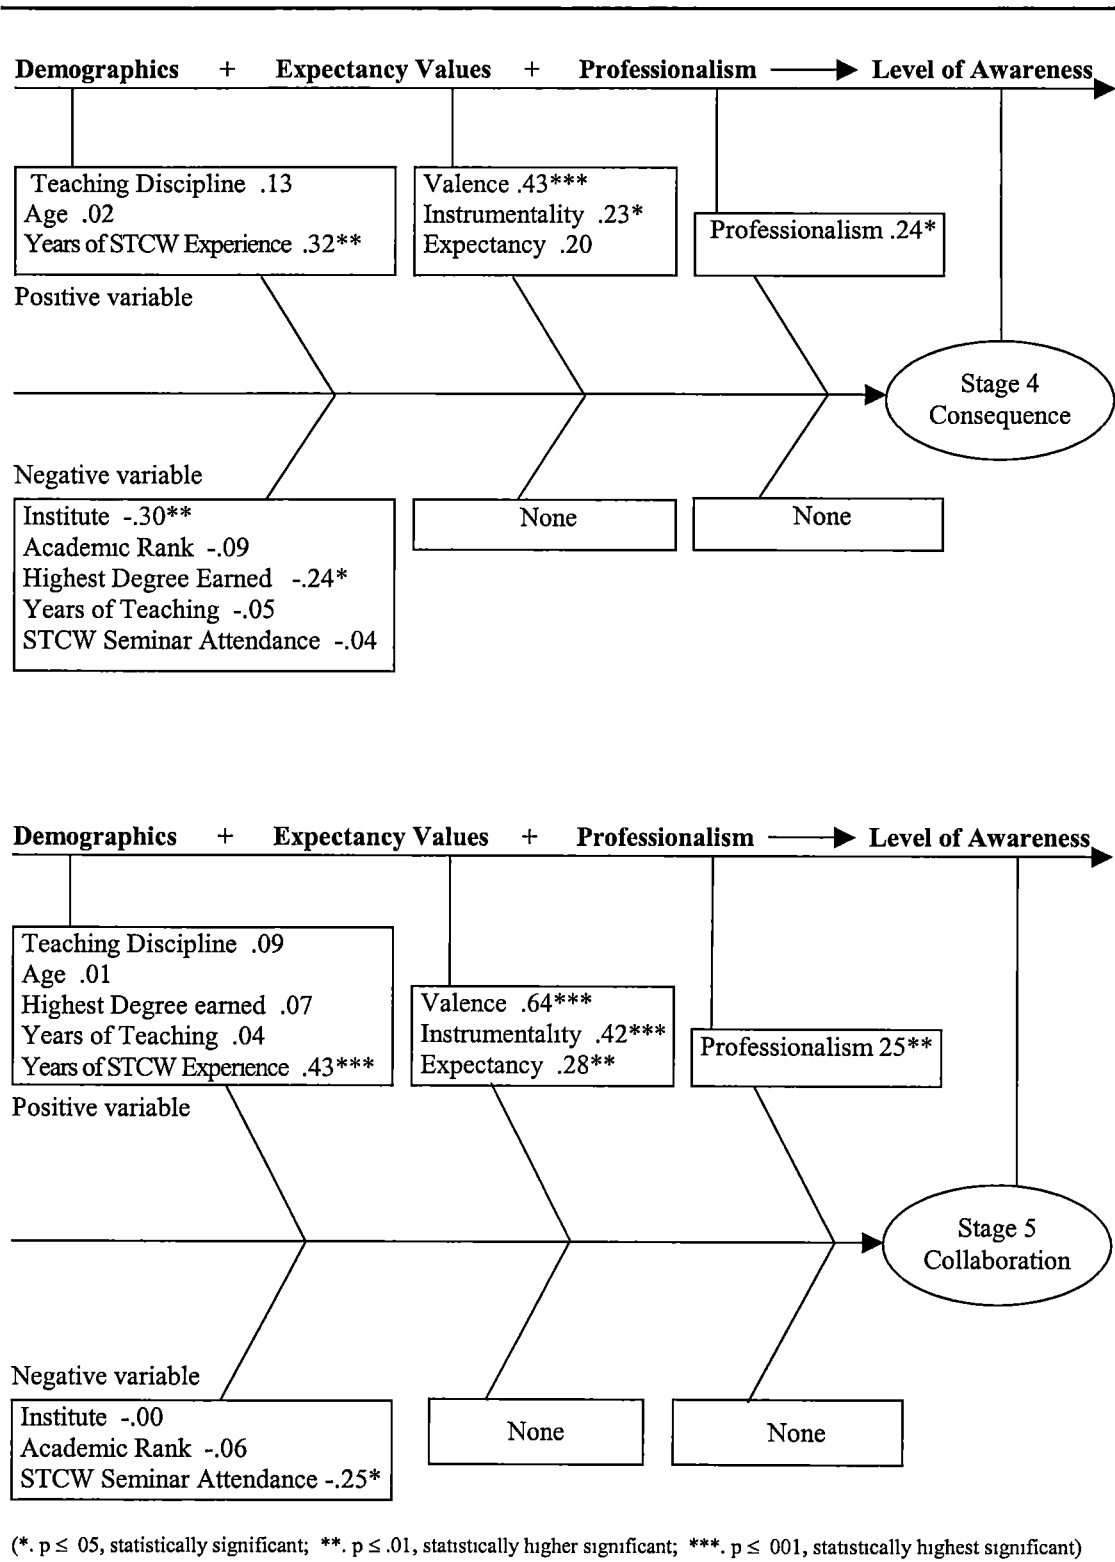 Demographics + Expectancy Values + Professionalism Level of Awareness
Teaching Discipline .13
Age .02
Years of STCW Experience .32**
Valence .43***
Instrumentality .23*
Expectancy .20
Professionalism .24*
Positive variable
Stage 4
Consequence
Negative variable
Institute -.30**
Academic Rank -.09
Highest Degree Earned -.24*
Years of Teaching -.05
STCW Seminar Attendance -.04
None
None
Demographics + Expectancy Values + Professionalism Level of Awareness
Teaching Discipline .09
Age .01
Highest Degree earned .07
Years of Teaching .04
Years of STCW Experience .43***
Valence .64***
Instrumentality .42***
Expectancy .28**
Professionalism 25**
Positive variable
Stage 5
Collaboration
Negative variable
Institute -.00
Academic Rank -.06
STCW Seminar Attendance -.25*
None
None
(*. p ≤ 05, statistically significant; **. p ≤ .01, statistically higher significant; ***. p ≤ 001, statistically highest significant)